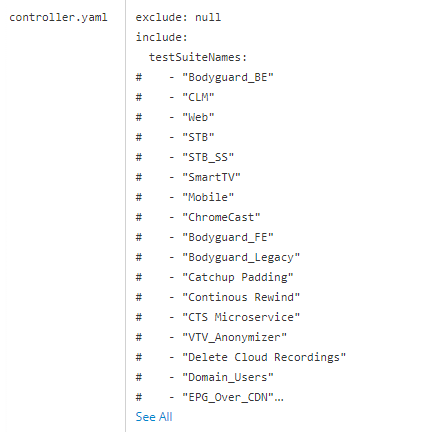 controller.yaml
exclude: null
include:
  testSuiteNames:
#    - "Bodyguard_BE"
#    - "CLM"
#    - "Web"
#    - "STB"
#    - "STB_SS"
#    - "SmartTV"
#    - "Mobile"
#    - "ChromeCast"
#    - "Bodyguard_FE"
#    - "Bodyguard_Legacy"
#    - "Catchup Padding"
#    - "Continous Rewind"
#    - "CTS Microservice"
#    - "VTV_Anonymizer"
#    - "Delete Cloud Recordings"
#    - "Domain_Users"
#    - "EPG_Over_CDN"…
See All